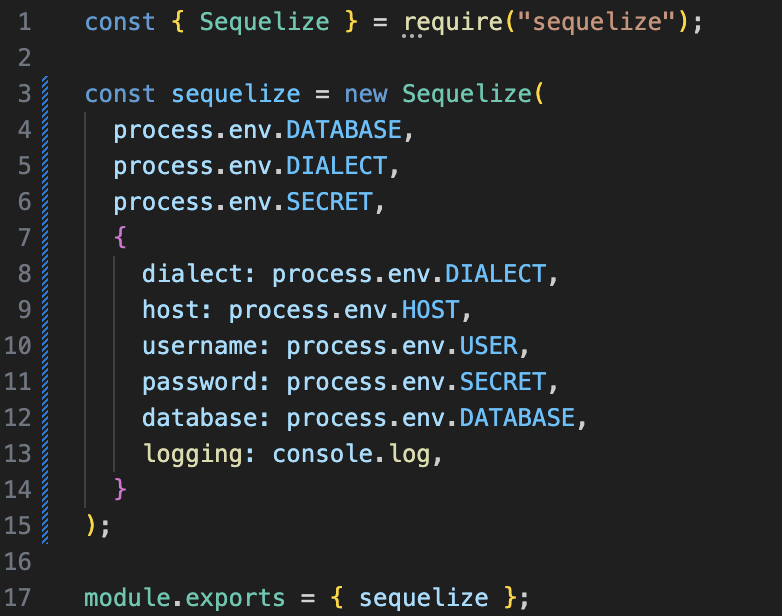 1 const { Sequelize } = require("sequelize");
2
3 const sequelize = new Sequelize(
4 process.env.DATABASE,
5 process.env.DIALECT,
6 process.env.SECRET,
7 {
8 dialect: process.env.DIALECT,
9 host: process.env.HOST,
10 username: process.env.USER,
11 password: process.env.SECRET,
12 database: process.env.DATABASE,
13 logging: console.log,
14 }
15 );
16
17 module.exports = { sequelize };